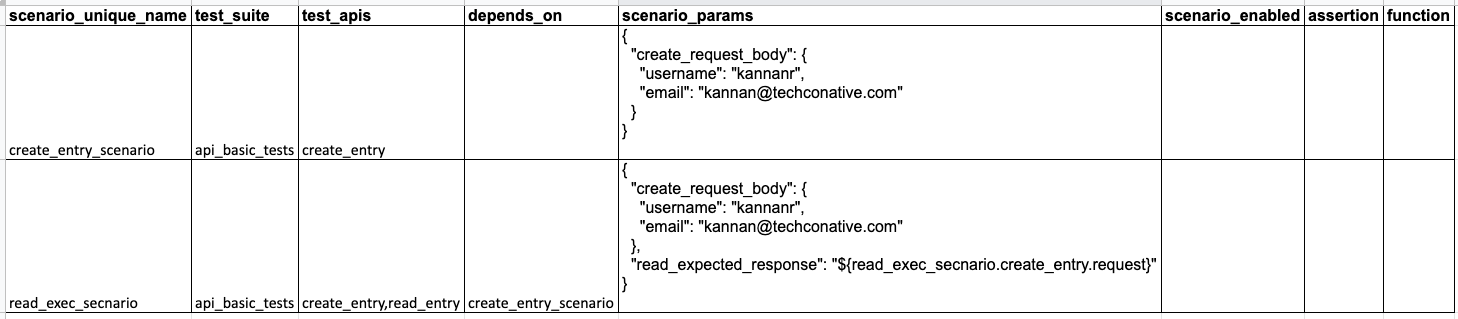 scenario_unique_name test_suite test_apis depends_on scenario_params scenario_enabled assertion function
{
"create_request_body": {
"username": "kannanr",
"email": "kannan@techconative.com"
}
}
create_entry_scenario api_basic_tests create_entry
{
"create_request_body": {
"username": "kannanr",
"email": "kannan@techconative.com"
},
"read_expected_response": "${read_exec_secnario.create_entry.request}"
}
read_exec_secnario api_basic_tests create_entry,read_entry create_entry_scenario